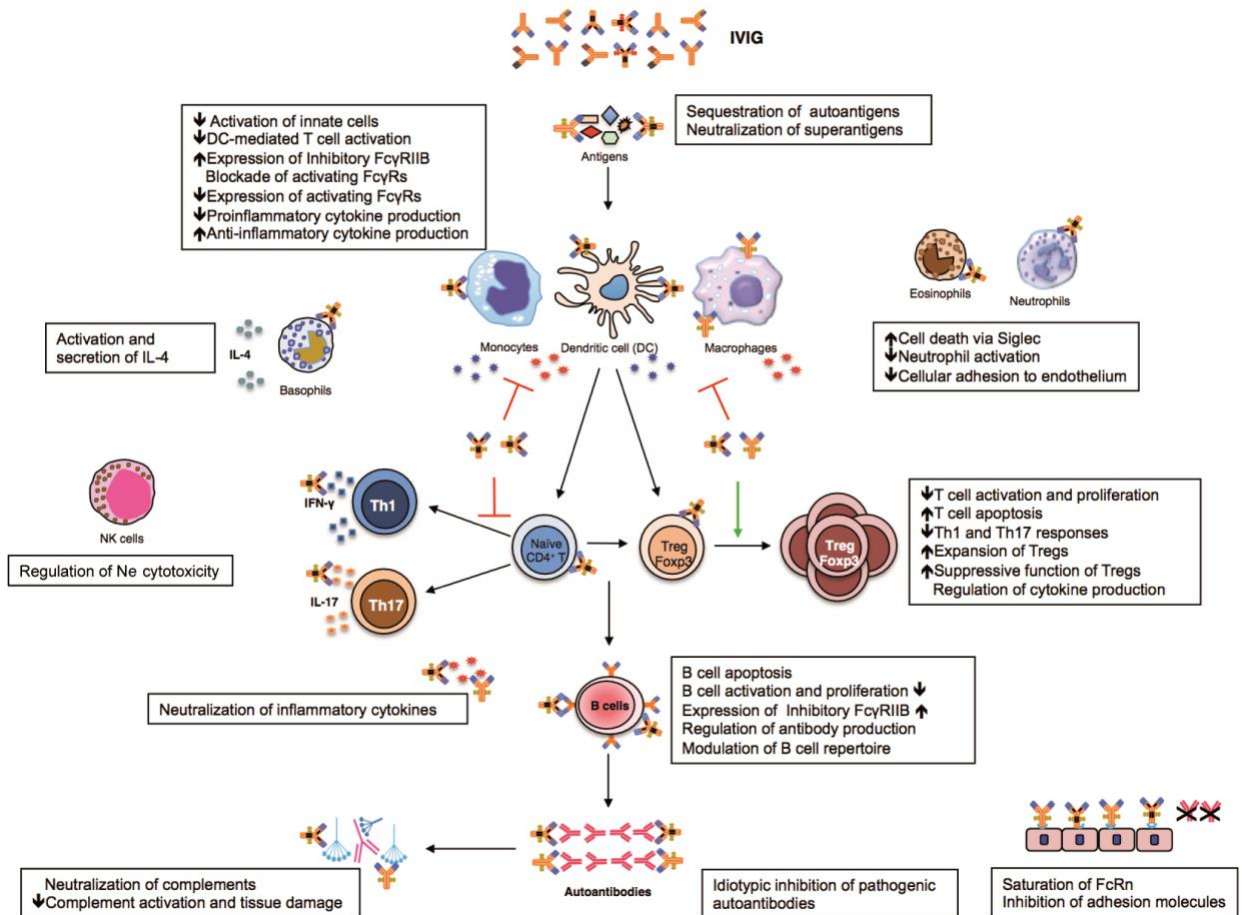 IVIG
↓ Activation of innate cells
↓DC-mediated T cell activation
↑Expression of Inhibitory FcγRIIB
Blockade of activating FcγRs
↓Expression of activating FcγRs
↓Proinflammatory cytokine production
↑Anti-inflammatory cytokine production
Sequestration of autoantigens
Neutralization of superantigens
Antigens
Eosinophils
Neutrophils
Activation and
secretion of IL-4
IL-4
Basophils
Monocytes
Dendritic cell (DC)
Macrophages
↑Cell death via Siglec
↓Neutrophil activation
↓Cellular adhesion to endothelium
NK cells
Regulation of Ne cytotoxicity
IFN-γ
Th1
IL-17
Th17
Naïve
CD4⁺ T
Treg
Foxp3
Treg
Foxp3
↓T cell activation and proliferation
↑T cell apoptosis
↓Th1 and Th17 responses
↑Expansion of Tregs
↑Suppressive function of Tregs
Regulation of cytokine production
Neutralization of inflammatory cytokines
B cells
B cell apoptosis
B cell activation and proliferation ↓
Expression of Inhibitory FcγRIIB ↑
Regulation of antibody production
Modulation of B cell repertoire
Neutralization of complements
↓Complement activation and tissue damage
Autoantibodies
Idiotypic inhibition of pathogenic
autoantibodies
Saturation of FcRn
Inhibition of adhesion molecules